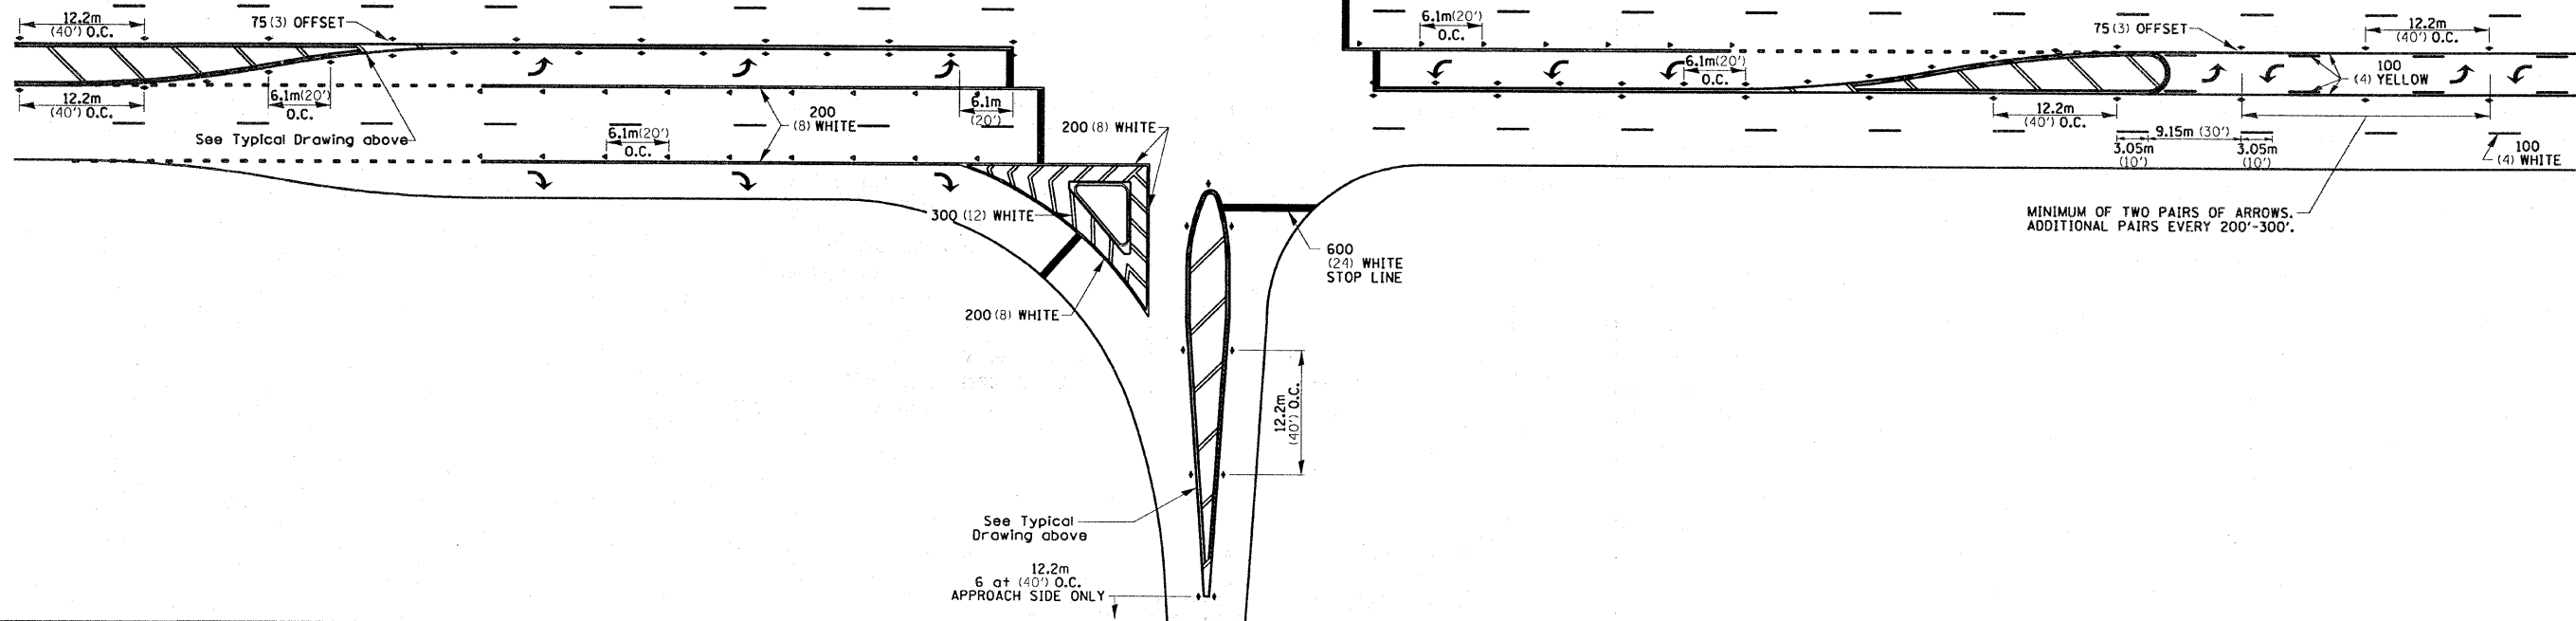 12.2m
(40') O.C.
75 (3) OFFSET
12.2m
(40') O.C.
6.1m(20')
O.C.
See Typical Drawing above
6.1m(20')
O.C.
200
(8) WHITE
6.1m
(20')
200 (8) WHITE
300 (12) WHITE
200 (8) WHITE
600
(24) WHITE
STOP LINE
12.2m
(40') O.C.
See Typical
Drawing above
12.2m
6 at (40') O.C.
APPROACH SIDE ONLY
6.1m(20')
O.C.
6.1m(20')
O.C.
75 (3) OFFSET
12.2m
(40') O.C.
100
(4) YELLOW
12.2m
(40') O.C.
9.15m (30')
3.05m
(10')
3.05m
(10')
100
(4) WHITE
MINIMUM OF TWO PAIRS OF ARROWS.
ADDITIONAL PAIRS EVERY 200'-300'.